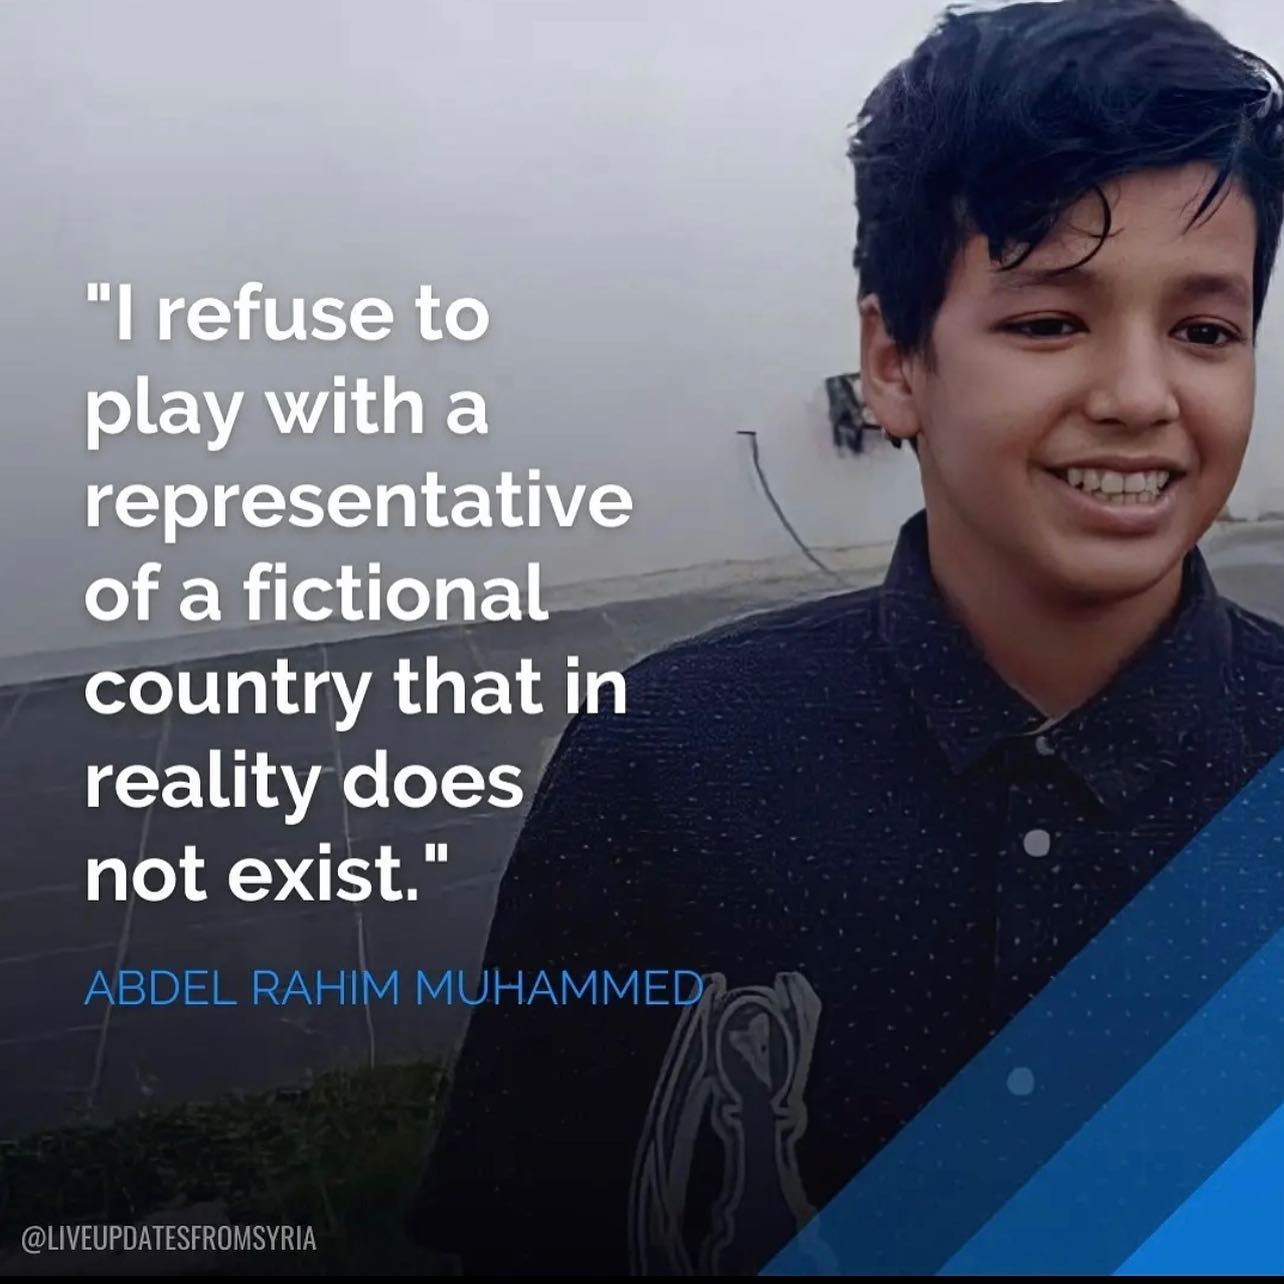 "I refuse to
play with a
representative
of a fictional
country that in
reality does
not exist."
ABDEL RAHIM MUHAMMED
@LIVEUPDATESFROMSYRIA